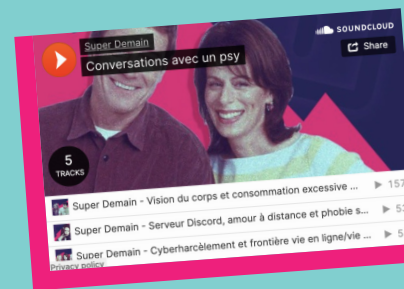 Super Demain
SOUNDCLOUD
Conversations avec un psy
Share
5
TRACKS
Super Demain - Vision du corps et consommation excessive ...
157
Super Demain - Serveur Discord, amour à distance et phobie s...
Super Demain - Cyberharcèlement et frontière vie en ligne/vie ...
Privacy policy